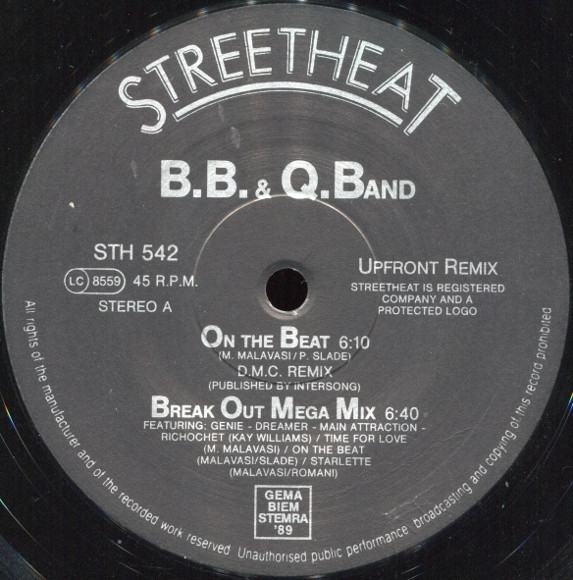 STREETHEAT
B.B. & Q.BAND
STH 542
LC 8559 45 R.P.M.
STEREO A
UPFRONT REMIX
STREETHEAT IS REGISTERED
COMPANY AND A
PROTECTED LOGO
ON THE BEAT 6:10
(M. MALAVASI/P. SLADE)
D.M.C. REMIX
(PUBLISHED BY INTERSONG)
BREAK OUT MEGA MIX 6:40
FEATURING: GENIE - DREAMER - MAIN ATTRACTION -
RICHOCHET (KAY WILLIAMS) / TIME FOR LOVE
(M. MALAVASI) / ON THE BEAT
(MALAVASI/SLADE) / STARLETTE
(MALAVASI/ROMANI)
GEMA
BIEM
STEMRA
'89
All rights of the manufacturer and of the recorded work reserved Unauthorised public performance broadcasting and copying of this record prohibited